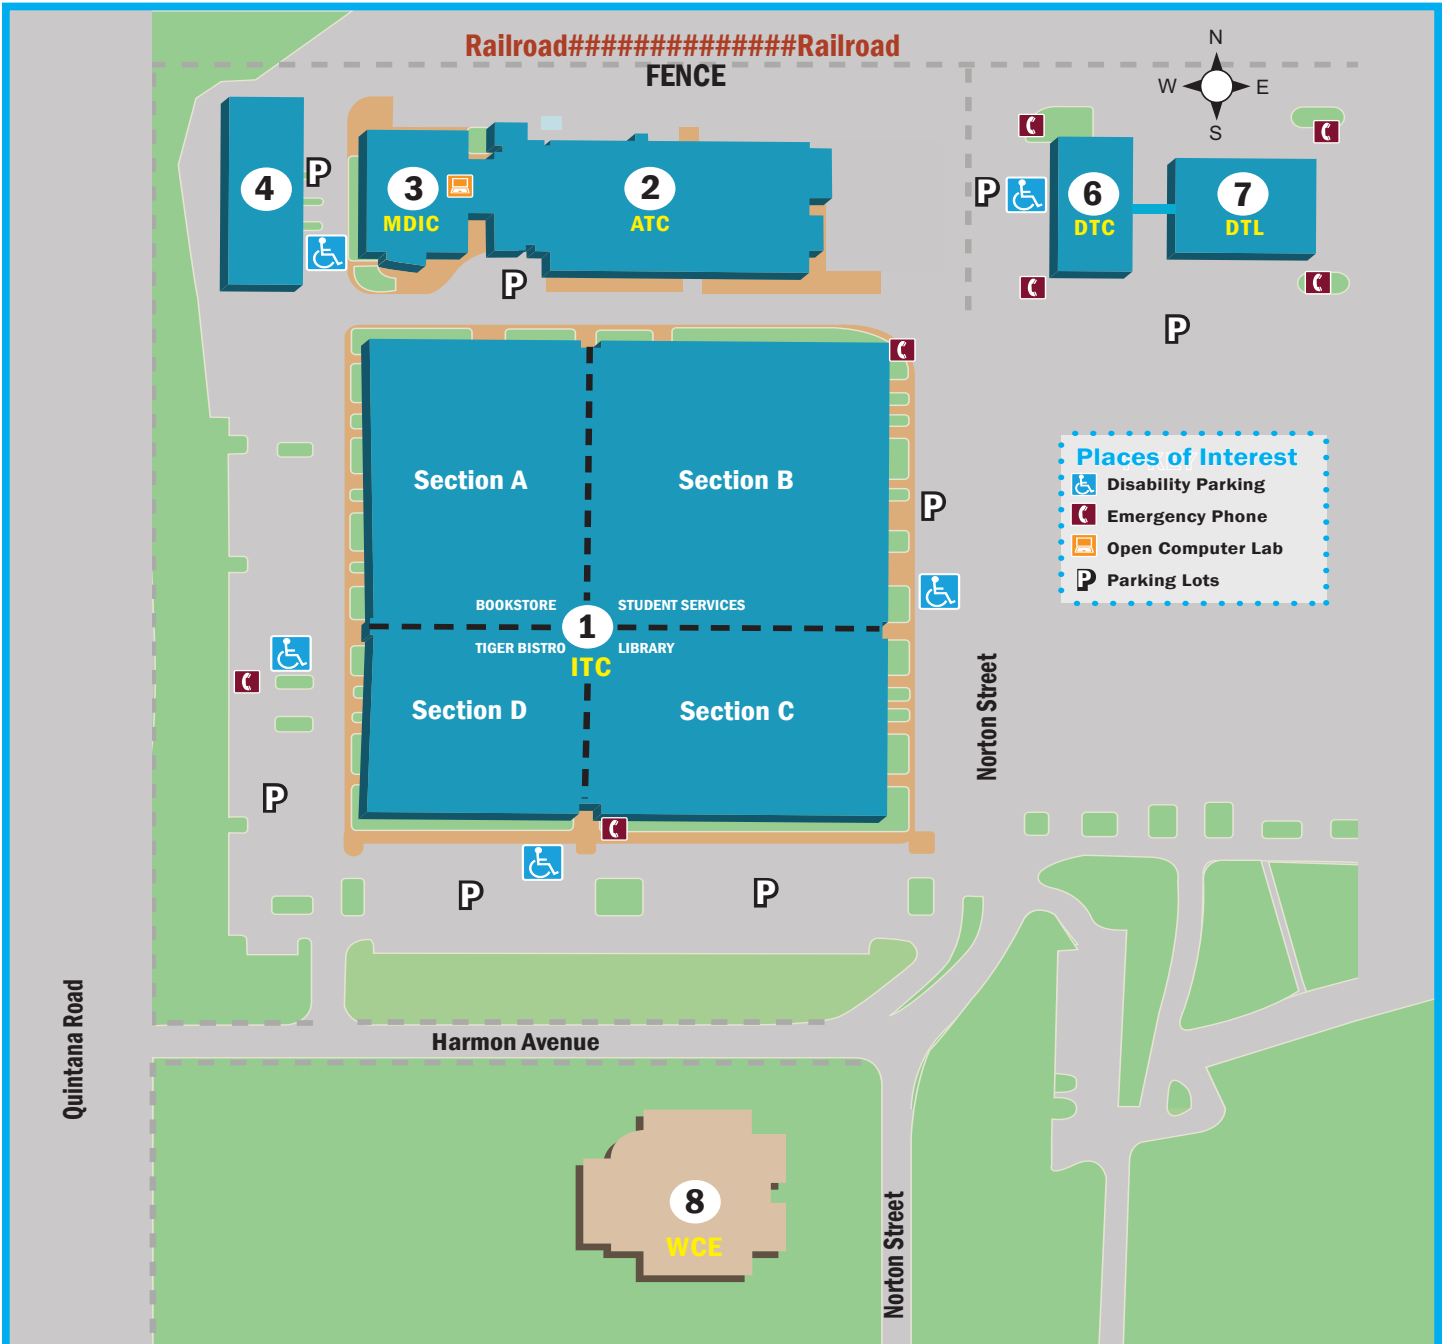 Railroad##############Railroad
FENCE
N
W E
S
4
P
3
MDIC
2
ATC
P
P
6
DTC
7
DTL
P
Section A
Section B
P
Places of Interest
Disability Parking
Emergency Phone
Open Computer Lab
P Parking Lots
BOOKSTORE
STUDENT SERVICES
1
TIGER BISTRO
LIBRARY
ITC
Section D
Section C
Norton Street
P
P
P
Quintana Road
Harmon Avenue
8
WCE
Norton Street